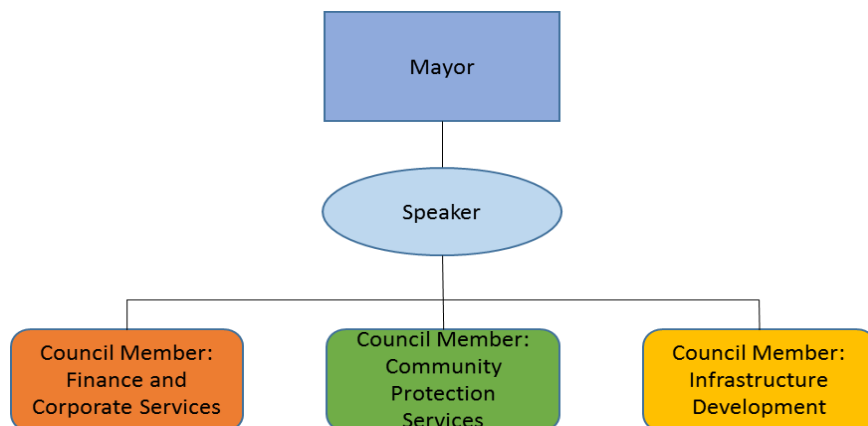 Mayor
Speaker
Council Member:
Finance and
Corporate Services
Council Member:
Community
Protection
Services
Council Member:
Infrastructure
Development